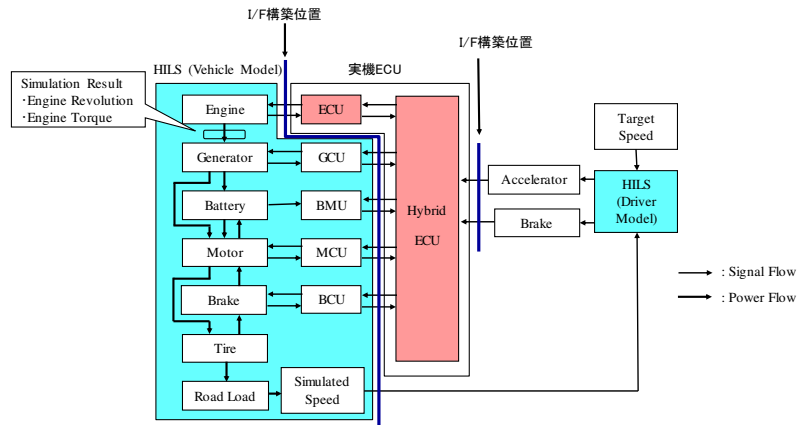 I/F構築位置
I/F構築位置
HILS (Vehicle Model)
実機ECU
Simulation Result
・Engine Revolution
・Engine Torque
Engine
ECU
Target
Speed
Generator
GCU
Accelerator
HILS
(Driver
Model)
Battery
BMU
Hybrid
ECU
Brake
Motor
MCU
: Signal Flow
Brake
BCU
: Power Flow
Tire
Road Load
Simulated
Speed